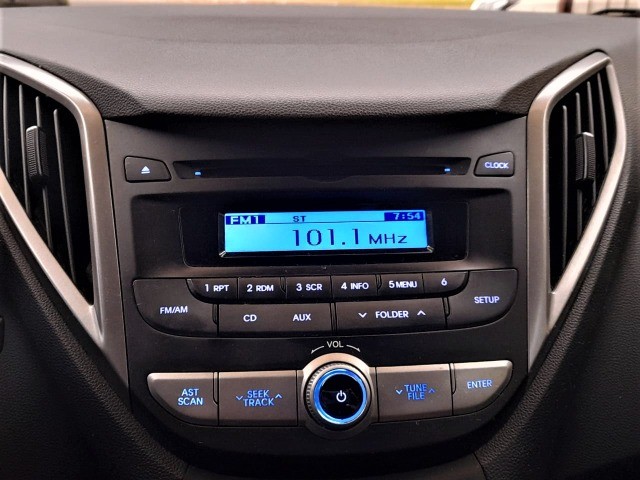 CLOCK
FM1 ST 7:54
101.1 MHz
1 RPT 2 RDM 3 SCR 4 INFO 5 MENU 6
FM/AM CD AUX FOLDER SETUP
VOL
AST SCAN SEEK TRACK TUNE FILE ENTER